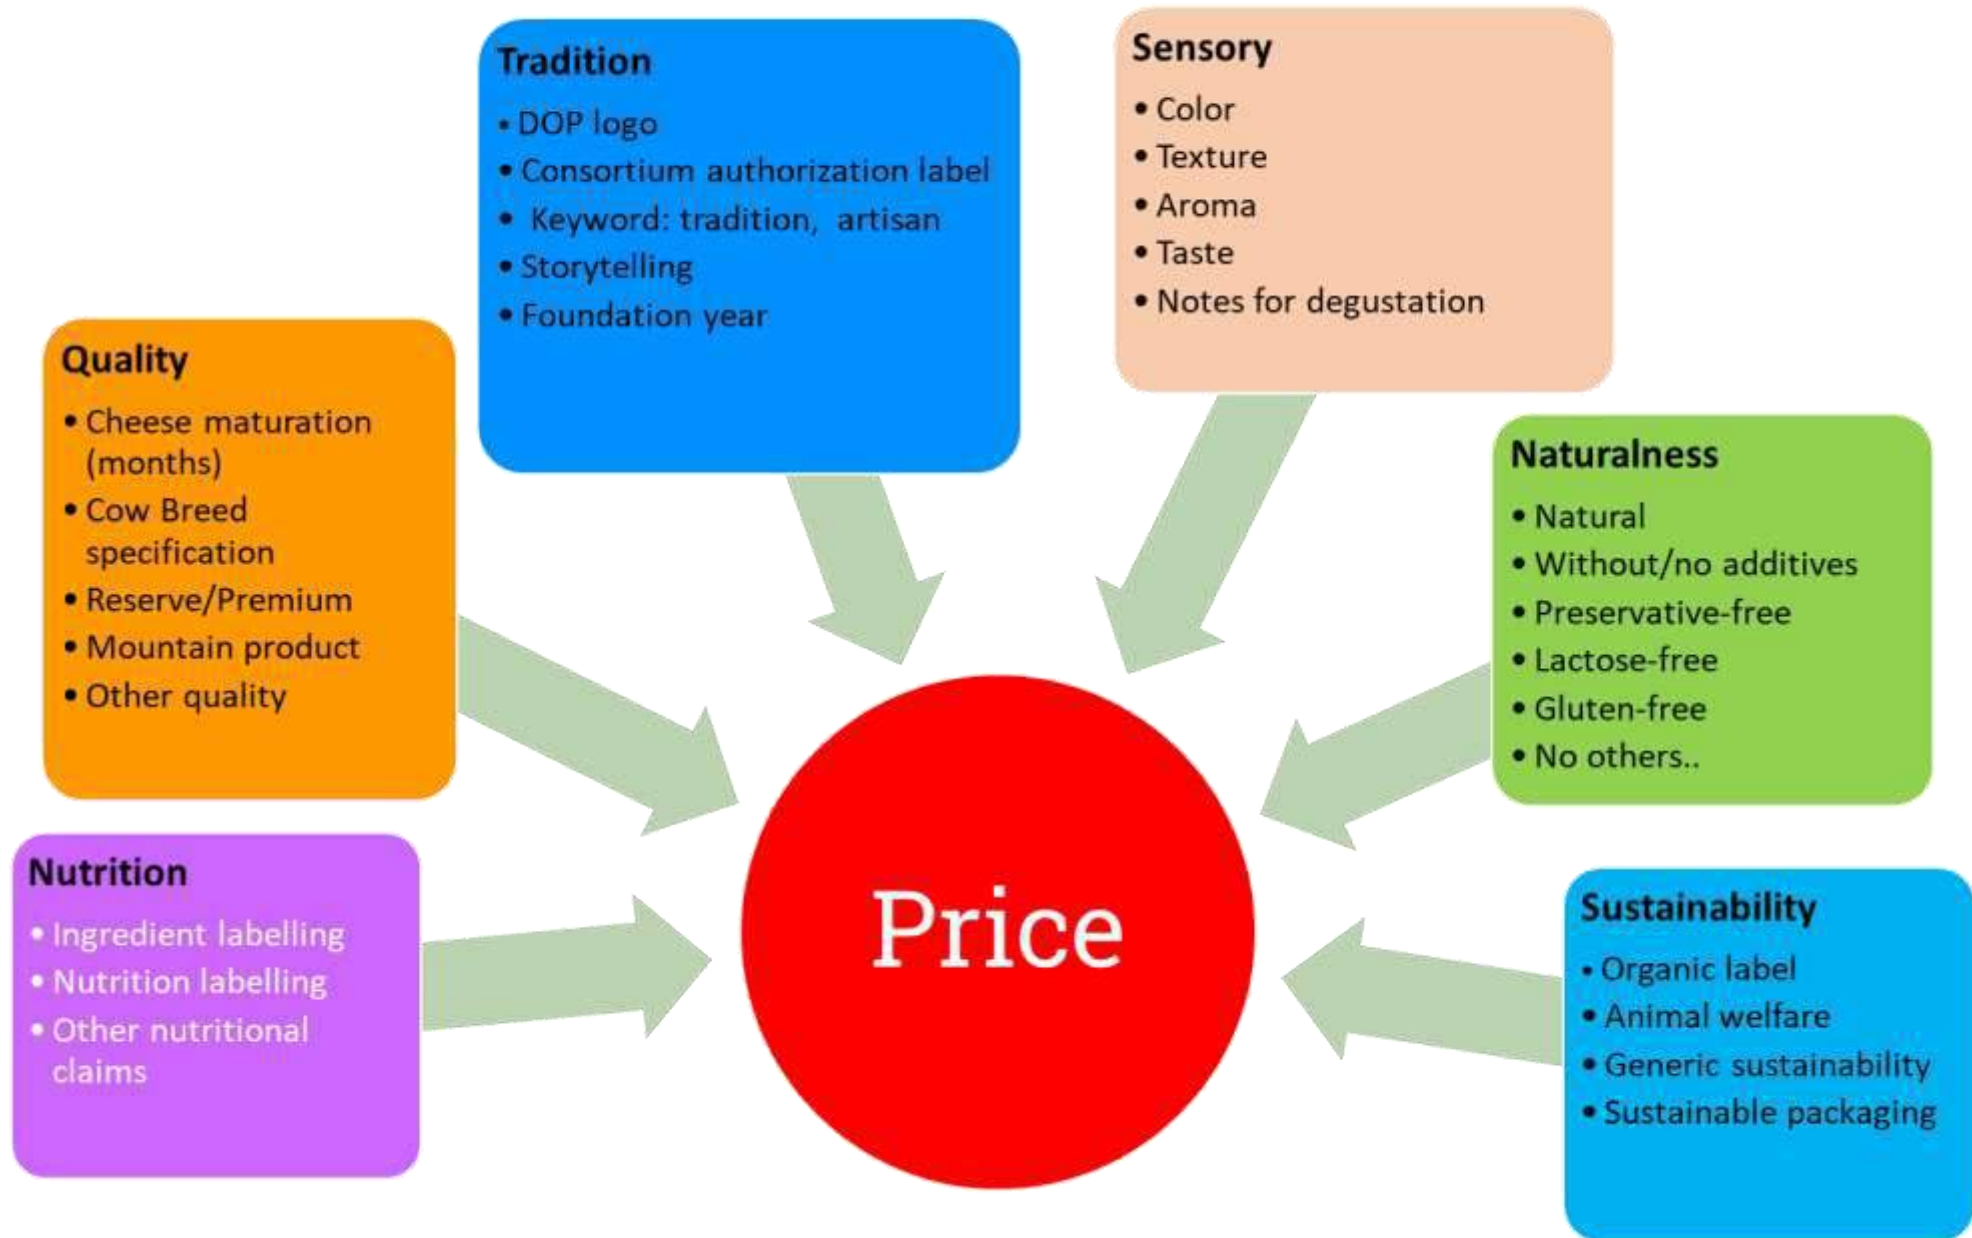 Tradition
• DOP logo
• Consortium authorization label
• Keyword: tradition, artisan
• Storytelling
• Foundation year
Sensory
• Color
• Texture
• Aroma
• Taste
• Notes for degustation
Quality
• Cheese maturation
(months)
• Cow Breed
specification
• Reserve/Premium
• Mountain product
• Other quality
Naturalness
• Natural
• Without/no additives
• Preservative-free
• Lactose-free
• Gluten-free
• No others..
Nutrition
• Ingredient labelling
• Nutrition labelling
• Other nutritional
claims
Price
Sustainability
• Organic label
• Animal welfare
• Generic sustainability
• Sustainable packaging